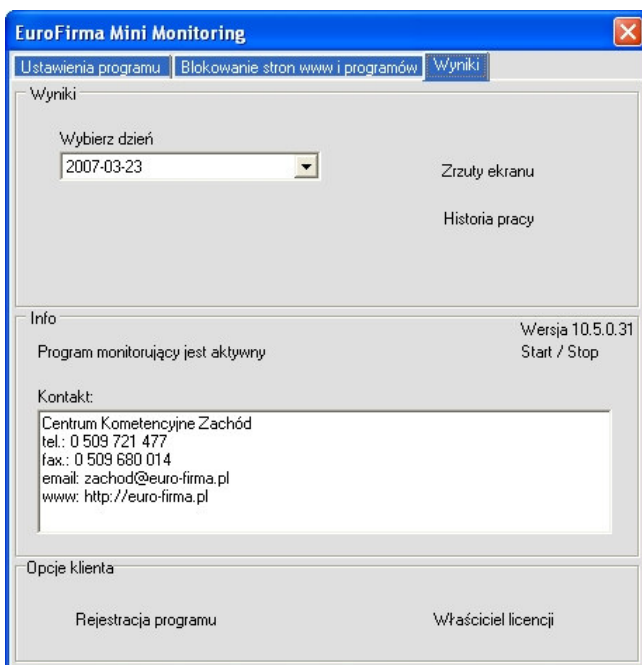 EuroFirma Mini Monitoring
Ustawienia programu Blokowanie stron www i programów Wyniki
Wyniki
Wybierz dzień
2007-03-23
Zrzuty ekranu
Historia pracy
Info
Wersja 10.5.0.31
Program monitorujący jest aktywny
Start / Stop
Kontakt:
Centrum Kometencyjne Zachód
tel.: 0 509 721 477
fax.: 0 509 680 014
email: zachod@euro-firma.pl
www: http://euro-firma.pl
Opcje klienta
Rejestracja programu
Właściciel licencji